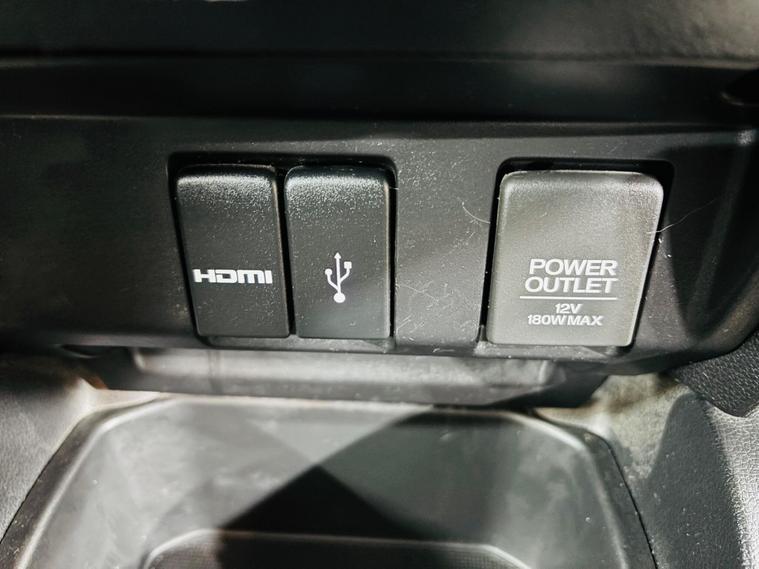 HDMI
POWER
OUTLET
12V
180W MAX